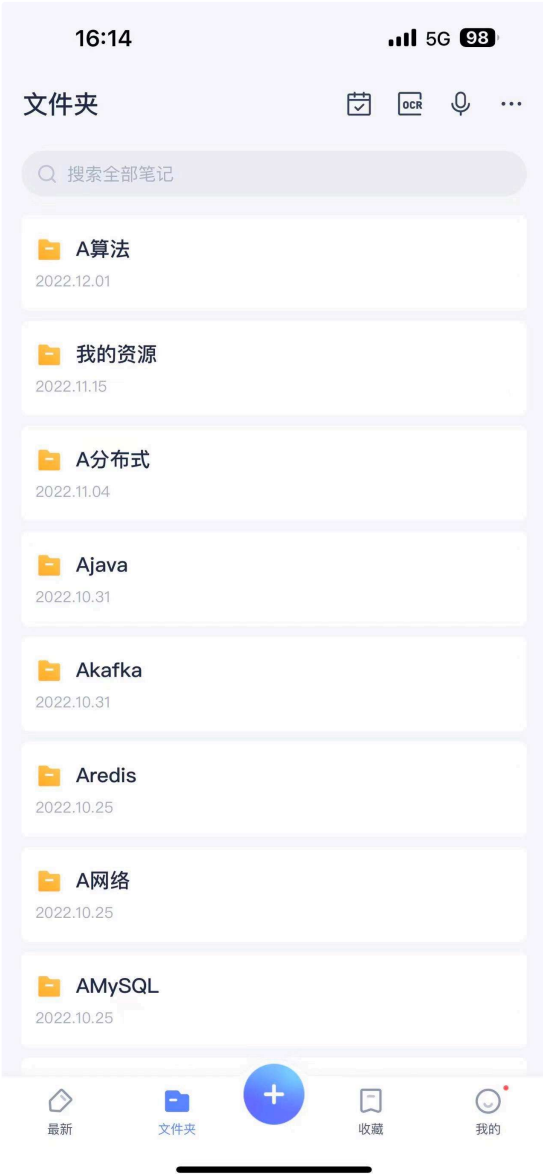 16:14
5G 98
文件夹
OCR
搜索全部笔记
A算法
2022.12.01
我的资源
2022.11.15
A分布式
2022.11.04
Ajava
2022.10.31
Akafka
2022.10.31
Aredis
2022.10.25
A网络
2022.10.25
AMySQL
2022.10.25
最新
文件夹
收藏
我的